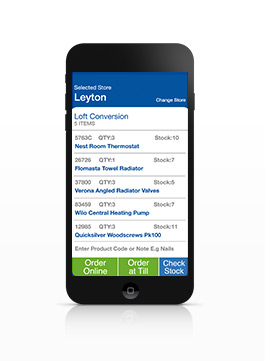 Selected Store
Leyton
Change Store
Loft Conversion
5 ITEMS
5763C QTY:3 Stock:10
Nest Room Thermostat
26726 QTY:1 Stock:7
Flomasta Towel Radiator
37800 QTY:3 Stock:5
Verona Angled Radiator Valves
83459 QTY:3 Stock:7
Wilo Central Heating Pump
12985 QTY:3 Stock:11
Quicksilver Woodscrews Pk100
Enter Product Code or Note E.g Nails
Order Online
Order at Till
Check Stock